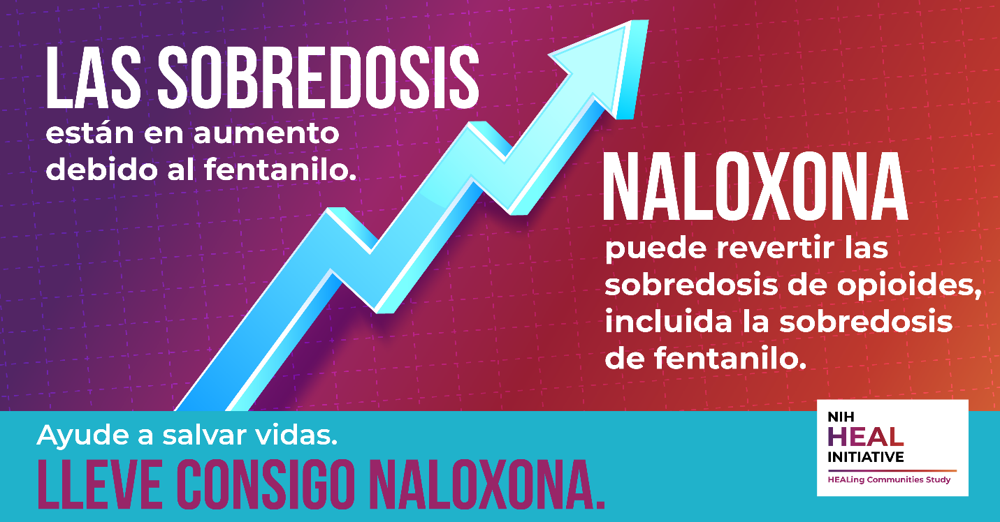 LAS SOBREDOSIS
están en aumento
debido al fentanilo.
NALOXONA
puede revertir las
sobredosis de opioides,
incluida la sobredosis
de fentanilo.
Ayude a salvar vidas.
LLEVE CONSIGO NALOXONA.
NIH
HEAL
INITIATIVE
HEALing Communities Study